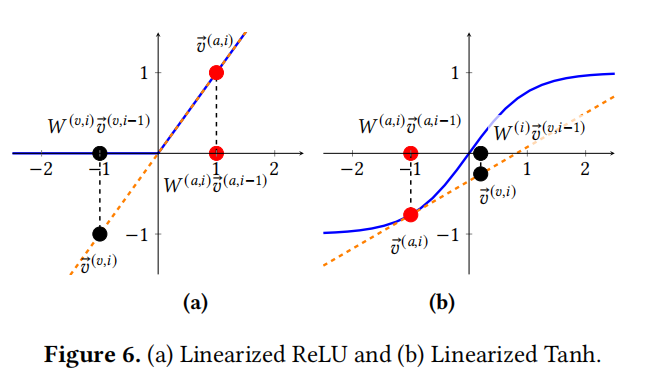 v⃗^(a,i)
1
W^(v,i) v⃗^(v,i−1)
−2 −1 2
W^(a,i) v⃗^(a,i−1)
−1
v⃗^(v,i)
(a)
1
W^(a,i) v⃗^(a,i−1)
W^(i) v⃗^(v,i−1)
−2 −1 1 2
v⃗^(v,i)
v⃗^(a,i)
−1
(b)
Figure 6. (a) Linearized ReLU and (b) Linearized Tanh.